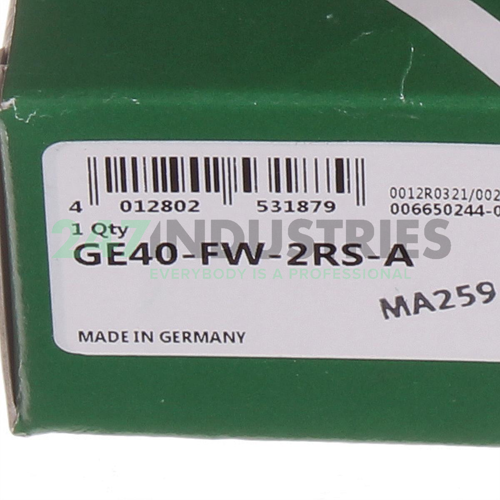 4 012802 531879
0012R0321/002
006650244-0
1 Qty
247INDUSTRIES
EVERYBODY IS A PROFESSIONAL
GE40-FW-2RS-A
MA259
MADE IN GERMANY